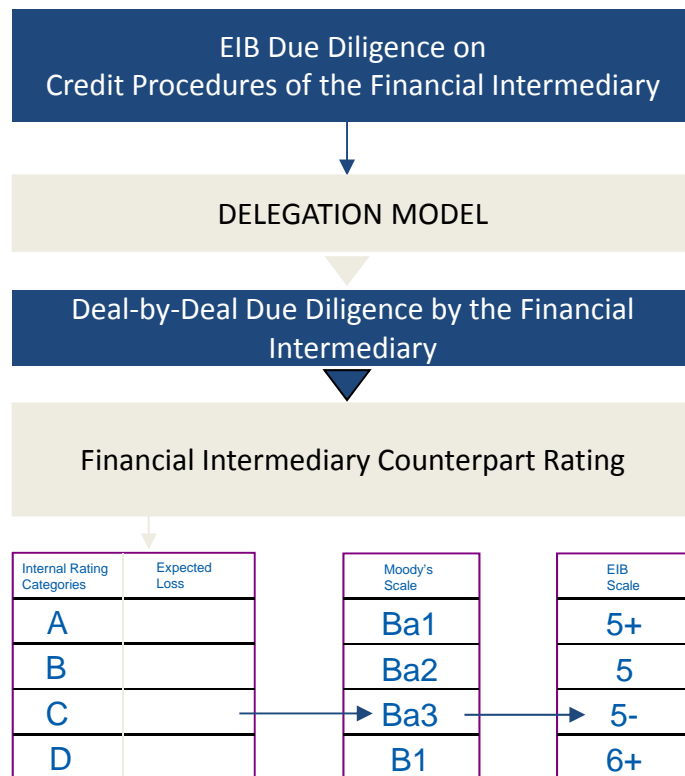 EIB Due Diligence on
Credit Procedures of the Financial Intermediary
DELEGATION MODEL
Deal-by-Deal Due Diligence by the Financial
Intermediary
Financial Intermediary Counterpart Rating
Internal Rating Categories Expected Loss Moody's Scale EIB Scale
A Ba1 5+
B Ba2 5
C Ba3 5-
D B1 6+